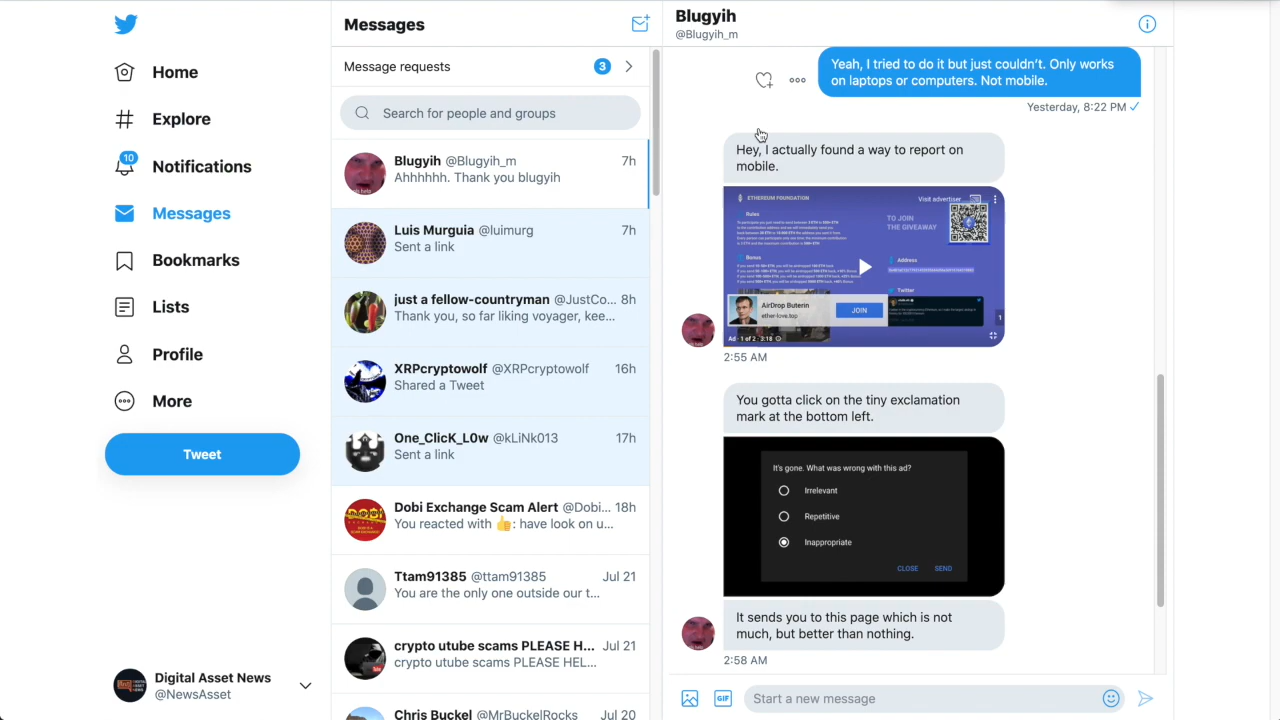 Home
Explore
10
Notifications
Messages
Bookmarks
Lists
Profile
More
Tweet
Digital Asset News
@NewsAsset
Messages
Message requests
3
Search for people and groups
Blugyih @Blugyih_m 7h
Ahhhhhh. Thank you blugyih
Luis Murguia @luimurg 7h
Sent a link
just a fellow-countryman @JustCo... 8h
Thank you, so far liking voyager, kee...
XRPcryptowolf @XRPcryptowolf 16h
Shared a Tweet
One_ClicK_L0w @kLiNk013 17h
Sent a link
Dobi Exchange Scam Alert @Dobi... 18h
You reacted with 👍: have look on u...
Ttam91385 @ttam91385 Jul 21
You are the only one outside our t...
crypto utube scams PLEASE H... Jul 21
crypto utube scams PLEASE HEL...
Chris Buckel @MrBuckelRocks Jul 20
Blugyih
@Blugyih_m
Yeah, I tried to do it but just couldn't. Only works
on laptops or computers. Not mobile.
Yesterday, 8:22 PM
Hey, I actually found a way to report on
mobile.
ETHEREUM FOUNDATION
Visit advertiser
Rules
TO JOIN
THE GIVEAWAY
Bonus
Address
Twitter
AirDrop Buterin
ether-love.top
JOIN
Ad · 1 of 2 · 3:18
2:55 AM
You gotta click on the tiny exclamation
mark at the bottom left.
It's gone. What was wrong with this ad?
Irrelevant
Repetitive
Inappropriate
CLOSE SEND
It sends you to this page which is not
much, but better than nothing.
2:58 AM
GIF
Start a new message